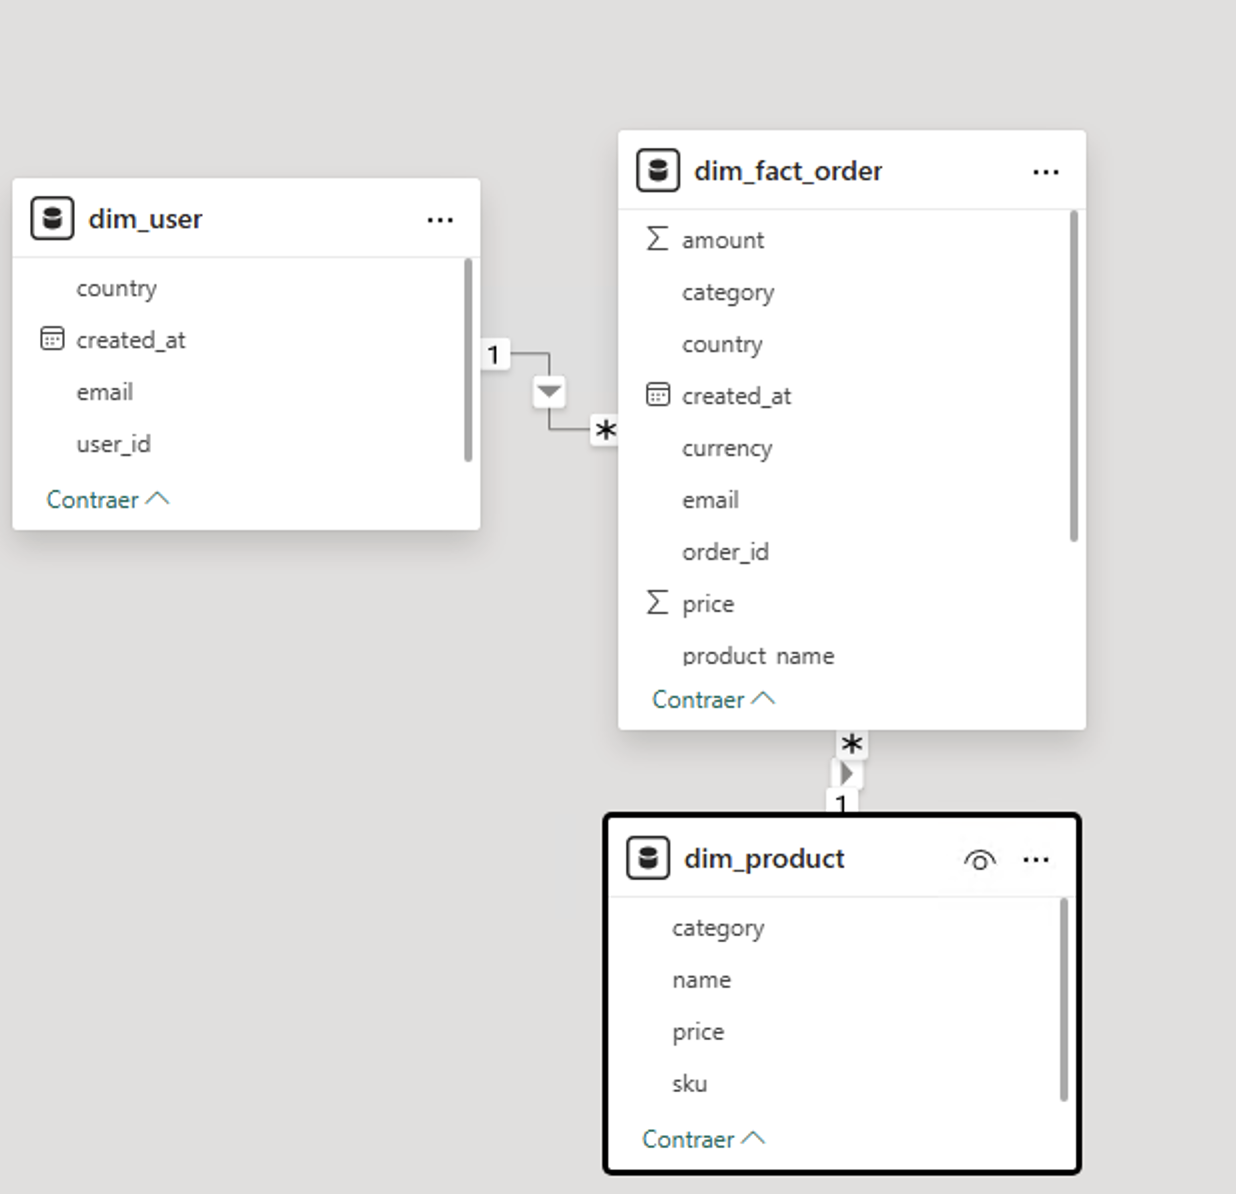 dim_user
country
created_at
email
user_id
Contraer
1
*
dim_fact_order
amount
category
country
created_at
currency
email
order_id
price
product_name
Contraer
*
1
dim_product
category
name
price
sku
Contraer